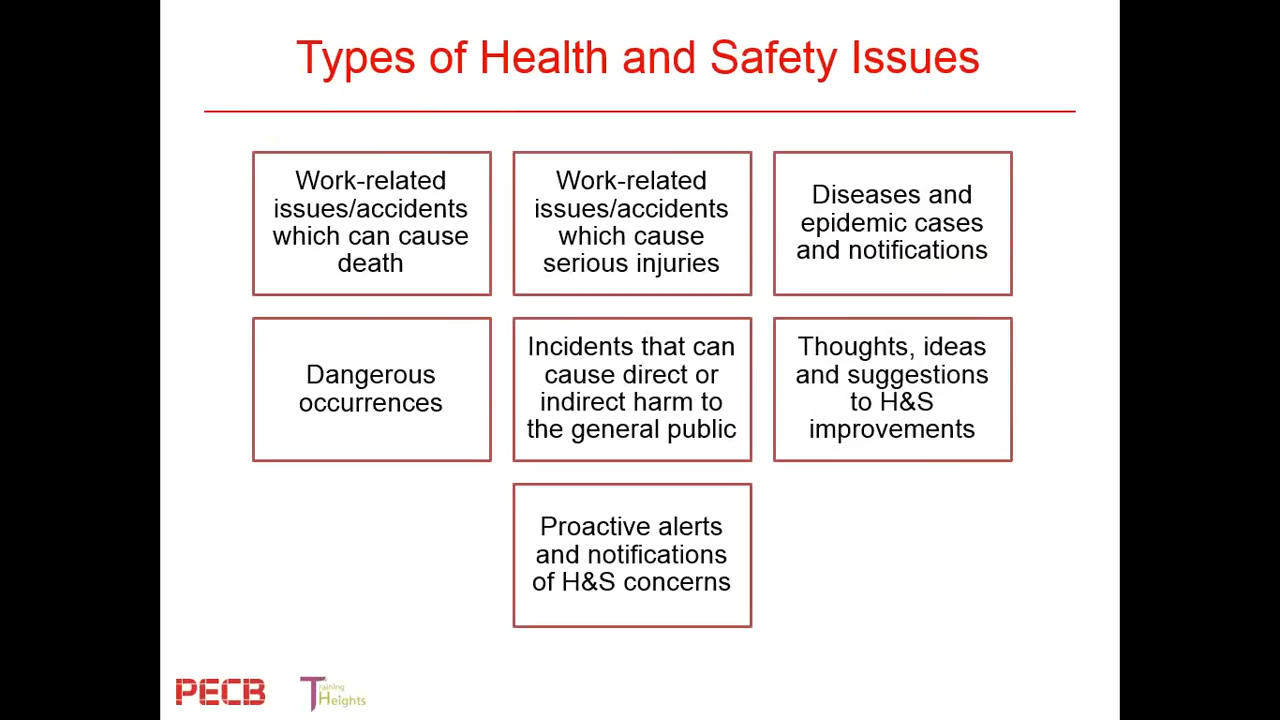 Types of Health and Safety Issues
Work-related
issues/accidents
which can cause
death
Work-related
issues/accidents
which cause
serious injuries
Diseases and
epidemic cases
and notifications
Dangerous
occurrences
Incidents that can
cause direct or
indirect harm to
the general public
Thoughts, ideas
and suggestions
to H&S
improvements
Proactive alerts
and notifications
of H&S concerns
PECB
Training
Heights